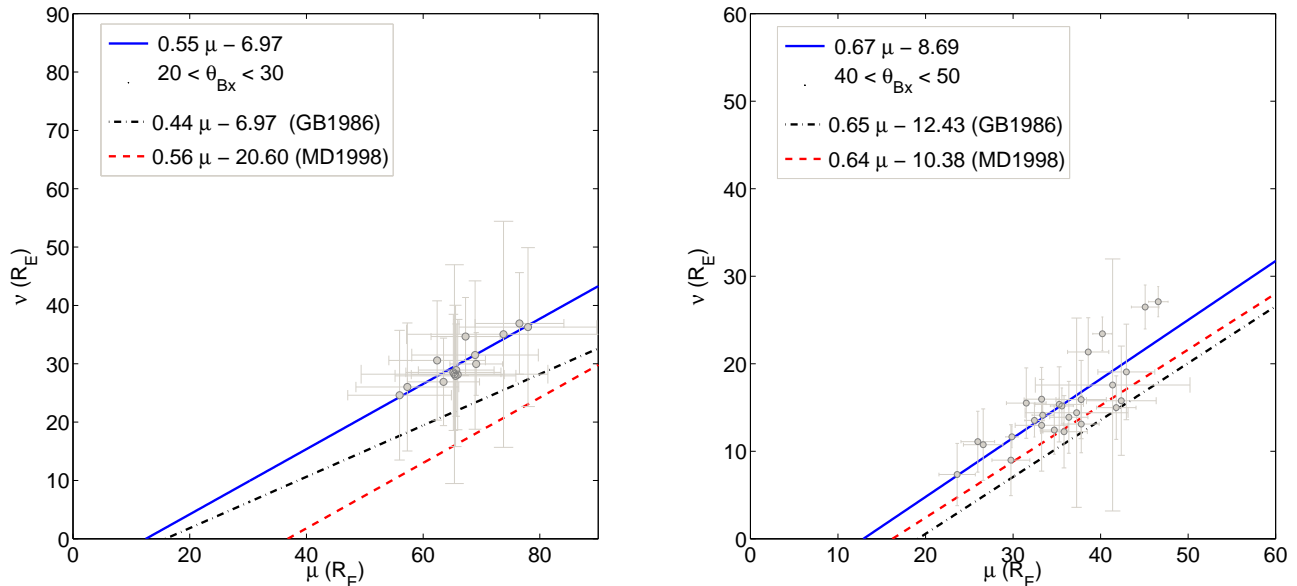 90
80
70
60
50
40
30
20
10
0
ν (R_E)
0.55 μ − 6.97
20 < θ_Bx < 30
0.44 μ − 6.97 (GB1986)
0.56 μ − 20.60 (MD1998)
0 20 40 60 80
μ (R_E)
60
50
40
30
20
10
0
ν (R_E)
0.67 μ − 8.69
40 < θ_Bx < 50
0.65 μ − 12.43 (GB1986)
0.64 μ − 10.38 (MD1998)
0 10 20 30 40 50 60
μ (R_E)